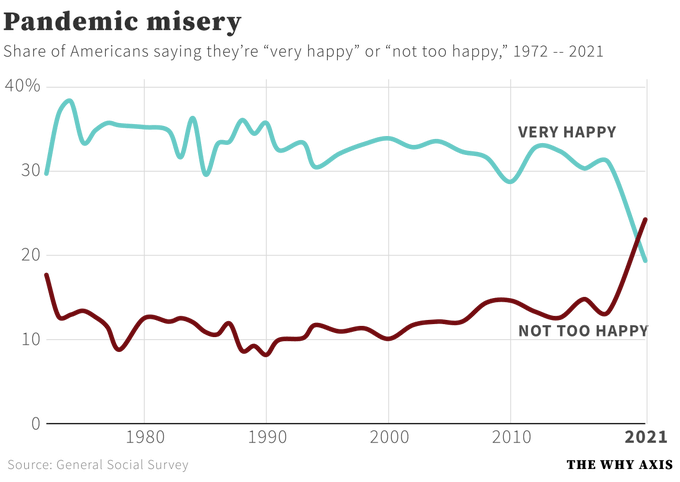 Pandemic misery
Share of Americans saying they’re “very happy” or “not too happy,” 1972 -- 2021
40%
VERY HAPPY
30
20
10
NOT TOO HAPPY
0
1980 1990 2000 2010 2021
Source: General Social Survey
THE WHY AXIS